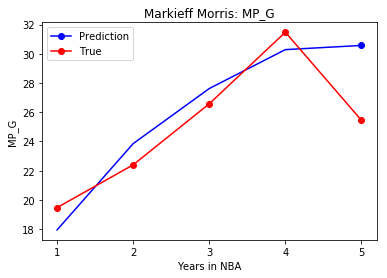 Markieff Morris: MP_G
Prediction
True
MP_G
32
30
28
26
24
22
20
18
1 2 3 4 5
Years in NBA